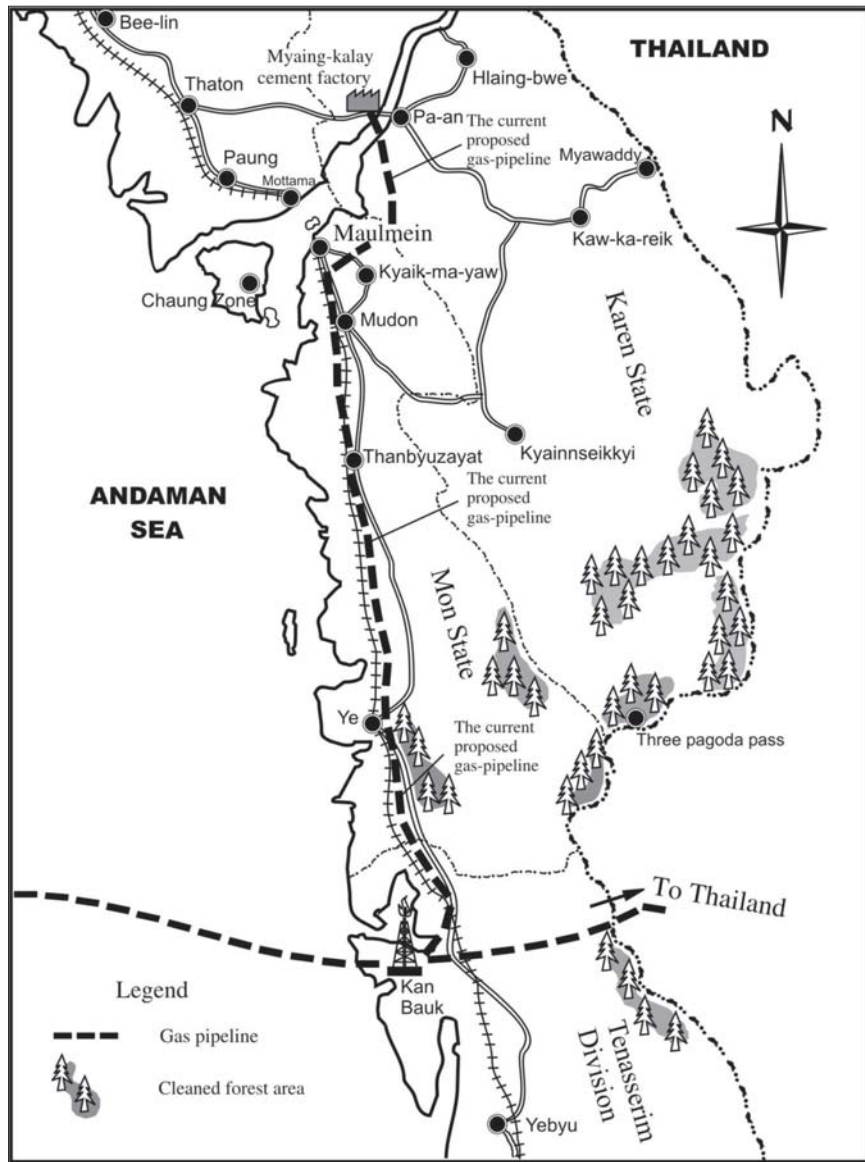 Bee-lin
THAILAND
Myaing-kalay
cement factory
Hlaing-bwe
Thaton
Pa-an
The current
proposed
gas-pipeline
N
Paung
Myawaddy
Mottama
Kaw-ka-reik
Maulmein
Kyaik-ma-yaw
Chaung Zone
Mudon
Karen State
Kyainnseikkyi
Thanbyuzayat
ANDAMAN
SEA
The current
proposed
gas-pipeline
Mon State
Ye
The current
proposed
gas-pipeline
Three pagoda pass
To Thailand
Legend
Kan
Bauk
Gas pipeline
Cleaned forest area
Tenasserim
Division
Yebyu